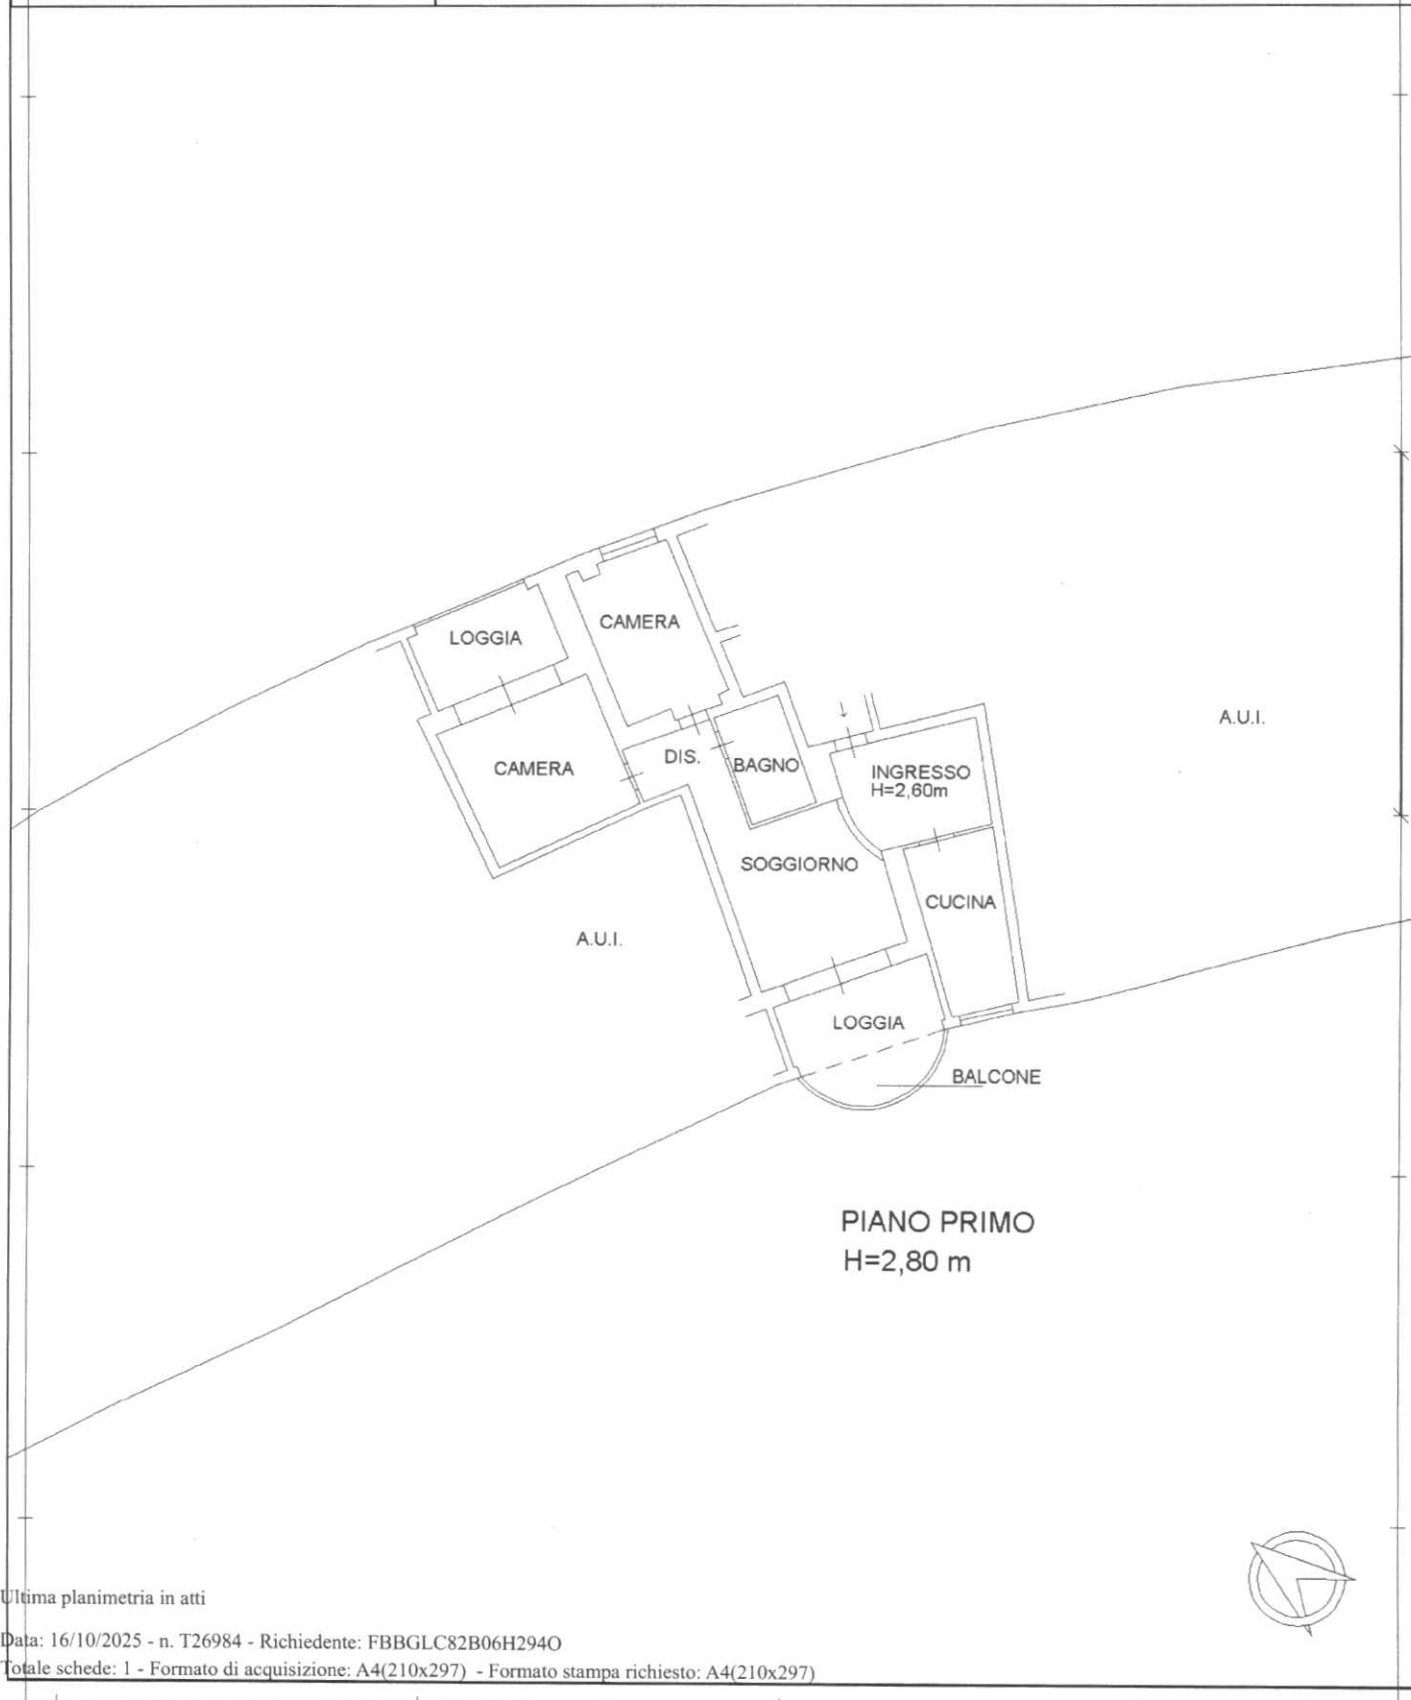 LOGGIA
CAMERA
CAMERA
DIS.
BAGNO
INGRESSO
H=2,60m
A.U.I.
SOGGIORNO
CUCINA
A.U.I.
LOGGIA
BALCONE
PIANO PRIMO
H=2,80 m
Ultima planimetria in atti
Data: 16/10/2025 - n. T26984 - Richiedente: FBBGLC82B06H294O
Totale schede: 1 - Formato di acquisizione: A4(210x297) - Formato stampa richiesto: A4(210x297)